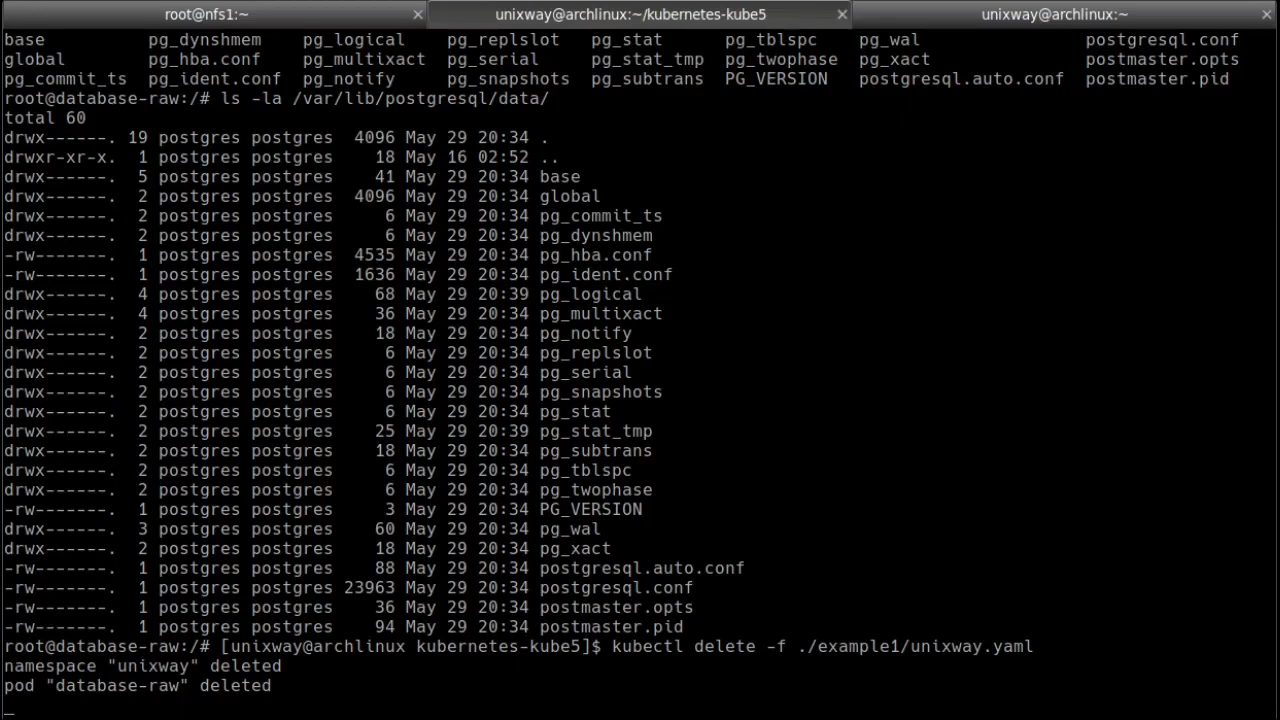 root@nfs1:~ × unixway@archlinux:~/kubernetes-kube5 × unixway@archlinux:~ ×
base pg_dynshmem pg_logical pg_replslot pg_stat pg_tblspc pg_wal postgresql.conf
global pg_hba.conf pg_multixact pg_serial pg_stat_tmp pg_twophase pg_xact postmaster.opts
pg_commit_ts pg_ident.conf pg_notify pg_snapshots pg_subtrans PG_VERSION postgresql.auto.conf postmaster.pid
root@database-raw:/# ls -la /var/lib/postgresql/data/
total 60
drwx------. 19 postgres postgres 4096 May 29 20:34 .
drwxr-xr-x. 1 postgres postgres 18 May 16 02:52 ..
drwx------. 5 postgres postgres 41 May 29 20:34 base
drwx------. 2 postgres postgres 4096 May 29 20:34 global
drwx------. 2 postgres postgres 6 May 29 20:34 pg_commit_ts
drwx------. 2 postgres postgres 6 May 29 20:34 pg_dynshmem
-rw-------. 1 postgres postgres 4535 May 29 20:34 pg_hba.conf
-rw-------. 1 postgres postgres 1636 May 29 20:34 pg_ident.conf
drwx------. 4 postgres postgres 68 May 29 20:39 pg_logical
drwx------. 4 postgres postgres 36 May 29 20:34 pg_multixact
drwx------. 2 postgres postgres 18 May 29 20:34 pg_notify
drwx------. 2 postgres postgres 6 May 29 20:34 pg_replslot
drwx------. 2 postgres postgres 6 May 29 20:34 pg_serial
drwx------. 2 postgres postgres 6 May 29 20:34 pg_snapshots
drwx------. 2 postgres postgres 6 May 29 20:34 pg_stat
drwx------. 2 postgres postgres 25 May 29 20:39 pg_stat_tmp
drwx------. 2 postgres postgres 18 May 29 20:34 pg_subtrans
drwx------. 2 postgres postgres 6 May 29 20:34 pg_tblspc
drwx------. 2 postgres postgres 6 May 29 20:34 pg_twophase
-rw-------. 1 postgres postgres 3 May 29 20:34 PG_VERSION
drwx------. 3 postgres postgres 60 May 29 20:34 pg_wal
drwx------. 2 postgres postgres 18 May 29 20:34 pg_xact
-rw-------. 1 postgres postgres 88 May 29 20:34 postgresql.auto.conf
-rw-------. 1 postgres postgres 23963 May 29 20:34 postgresql.conf
-rw-------. 1 postgres postgres 36 May 29 20:34 postmaster.opts
-rw-------. 1 postgres postgres 94 May 29 20:34 postmaster.pid
root@database-raw:/# [unixway@archlinux kubernetes-kube5]$ kubectl delete -f ./example1/unixway.yaml
namespace "unixway" deleted
pod "database-raw" deleted